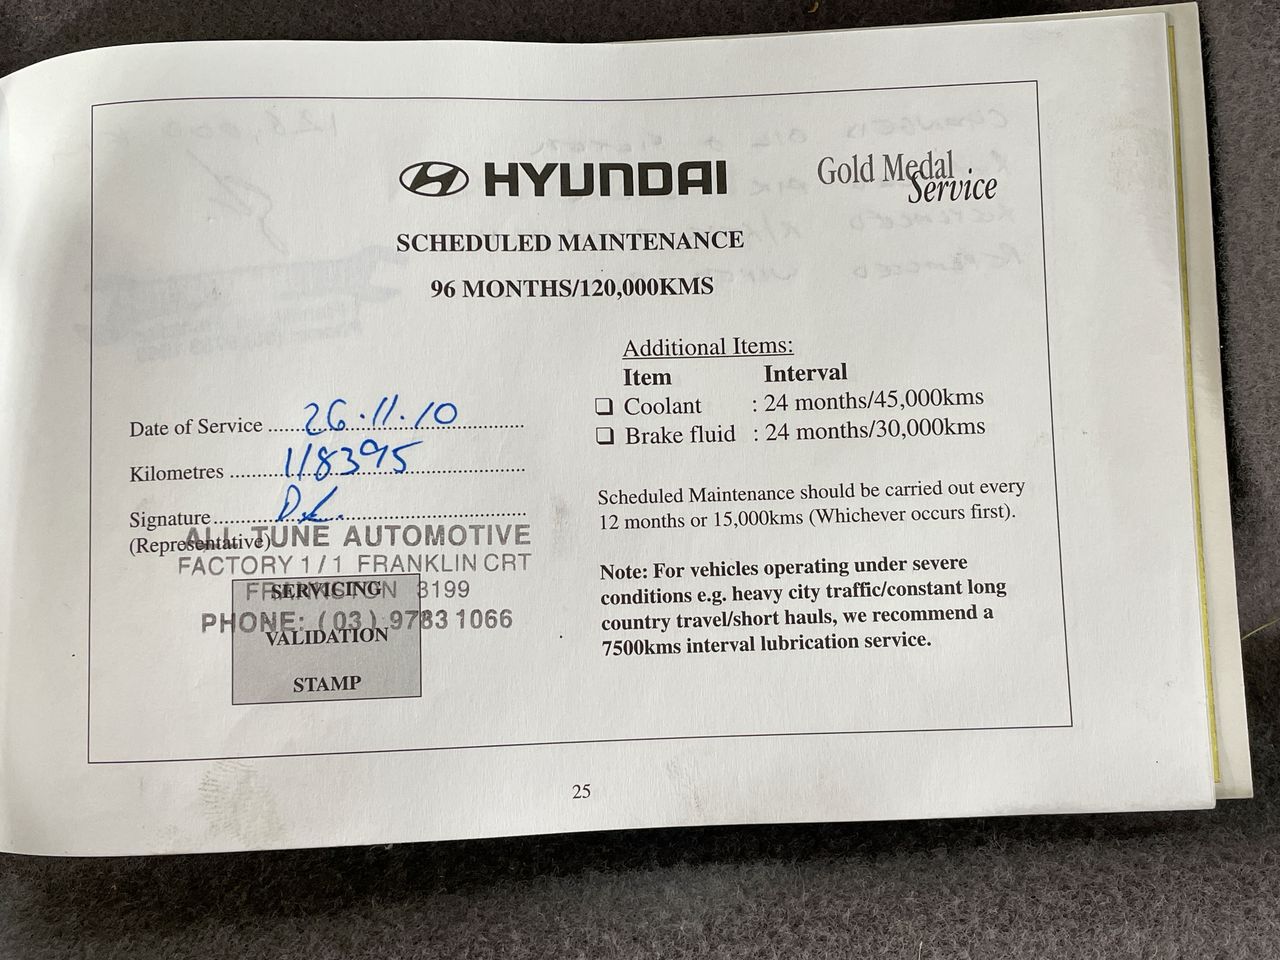 HYUNDAI
Gold Medal Service
SCHEDULED MAINTENANCE
96 MONTHS/120,000KMS
Date of Service 26.11.10
Kilometres 118395
Signature
(Representative)
ALL TUNE AUTOMOTIVE
FACTORY 1/1 FRANKLIN CRT
FRANKSTON 3199
PHONE: (03) 9783 1066
SERVICING
VALIDATION
STAMP
Additional Items:
Item Interval
❑ Coolant : 24 months/45,000kms
❑ Brake fluid : 24 months/30,000kms
Scheduled Maintenance should be carried out every
12 months or 15,000kms (Whichever occurs first).
Note: For vehicles operating under severe
conditions e.g. heavy city traffic/constant long
country travel/short hauls, we recommend a
7500kms interval lubrication service.
25